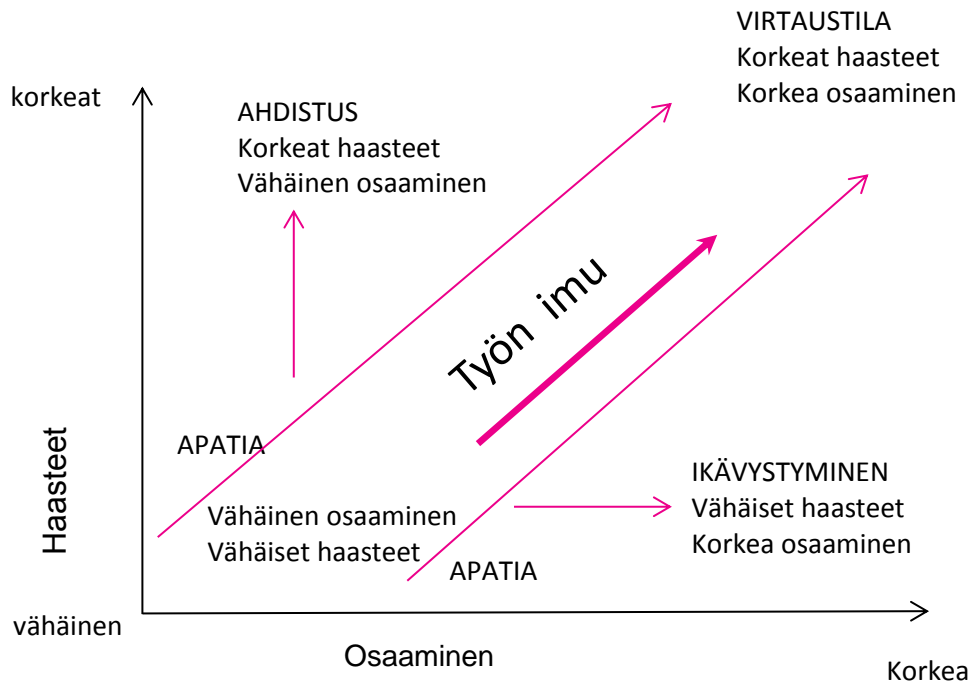 VIRTAUSTILA
Korkeat haasteet
Korkea osaaminen
korkeat
AHDISTUS
Korkeat haasteet
Vähäinen osaaminen
Työn imu
APATIA
Haasteet
Vähäinen osaaminen
Vähäiset haasteet
IKÄVYSTYMINEN
Vähäiset haasteet
Korkea osaaminen
APATIA
vähäinen
Osaaminen
Korkea